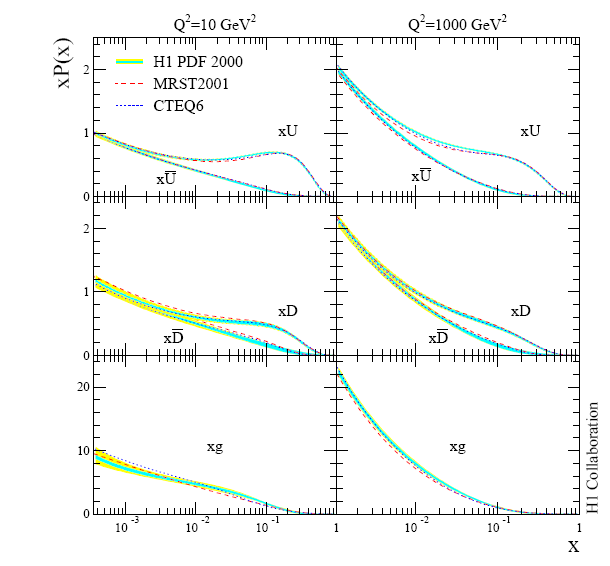 Q²=10 GeV²
Q²=1000 GeV²
xP(x)
H1 PDF 2000
MRST2001
CTEQ6
2
1
0
xU
xU̅
xU
xU̅
2
1
0
xD
xD̅
xD
xD̅
20
10
0
xg
xg
10⁻³ 10⁻² 10⁻¹ 1 10⁻² 10⁻¹ 1
x
H1 Collaboration